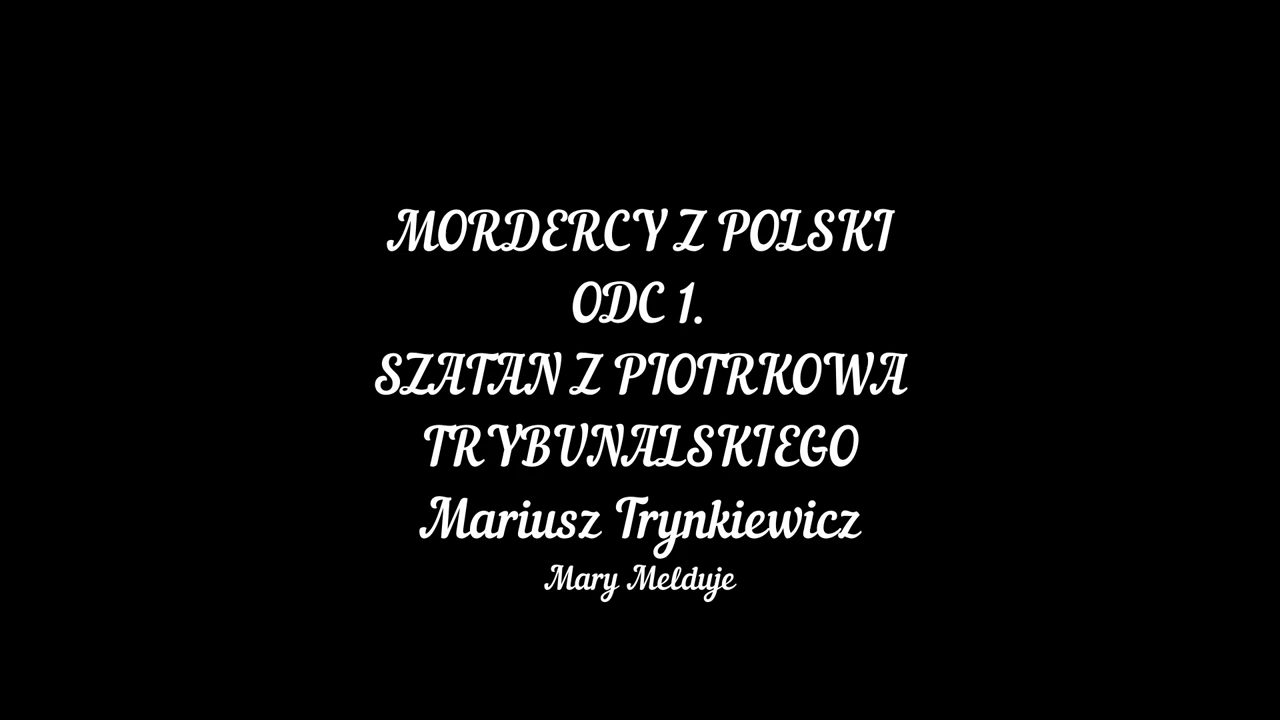 MORDERCY Z POLSKI
ODC 1.
SZATAN Z PIOTRKOWA
TRYBUNALSKIEGO
Mariusz Trynkiewicz
Mary Melduje